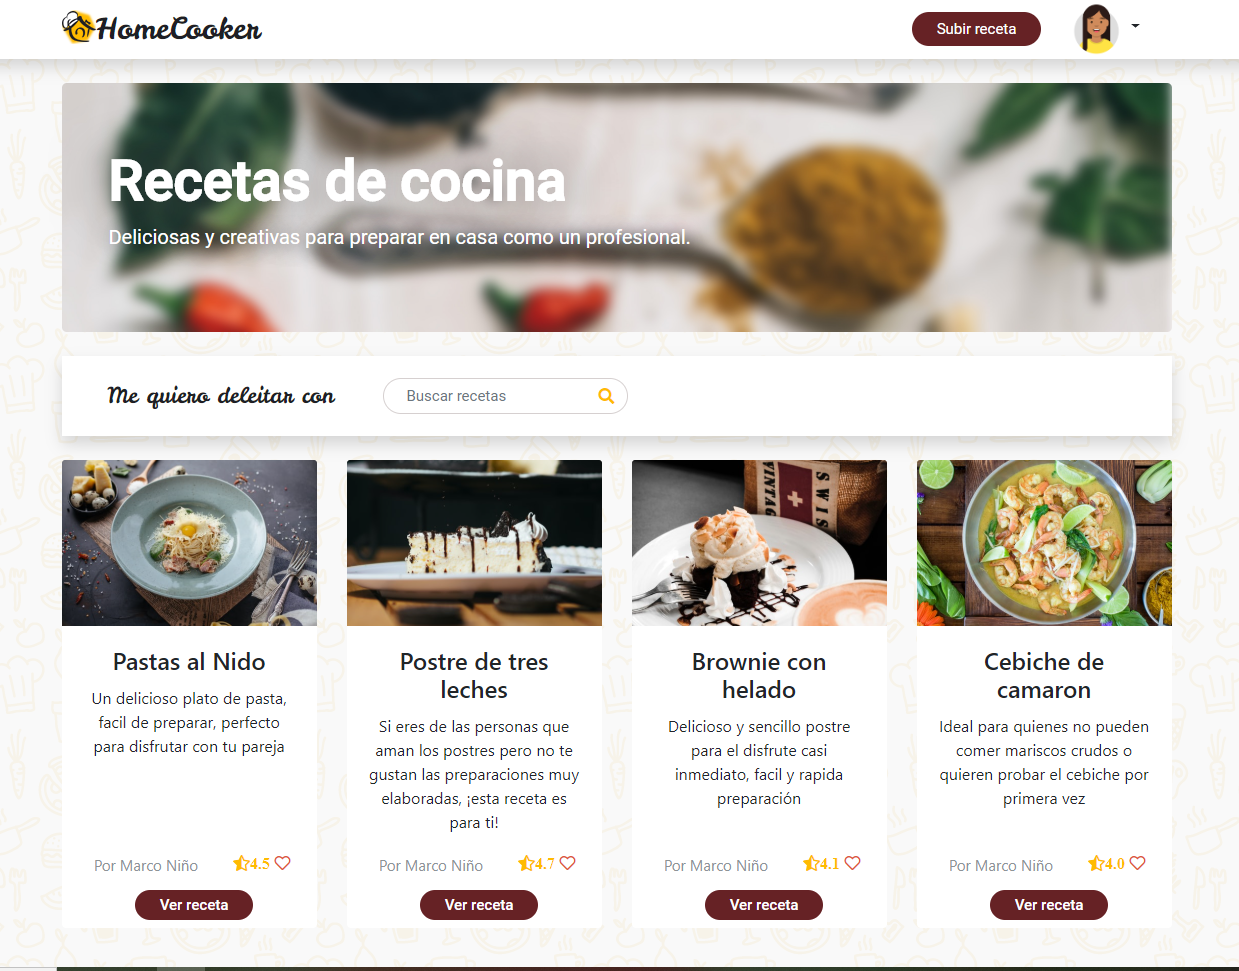 HomeCooker
Subir receta
Recetas de cocina
Deliciosas y creativas para preparar en casa como un profesional.
Me quiero deleitar con
Buscar recetas
SWIS
VINTAG
Pastas al Nido
Un delicioso plato de pasta,
facil de preparar, perfecto
para disfrutar con tu pareja
Por Marco Niño
4.5
Ver receta
Postre de tres
leches
Si eres de las personas que
aman los postres pero no te
gustan las preparaciones muy
elaboradas, ¡esta receta es
para ti!
Por Marco Niño
4.7
Ver receta
Brownie con
helado
Delicioso y sencillo postre
para el disfrute casi
inmediato, facil y rapida
preparación
Por Marco Niño
4.1
Ver receta
Cebiche de
camaron
Ideal para quienes no pueden
comer mariscos crudos o
quieren probar el cebiche por
primera vez
Por Marco Niño
4.0
Ver receta